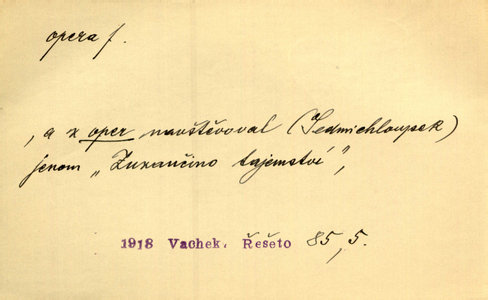 opera f.
, a z oper navštěvoval (Sedmichloupek)
jenom „Zuzančino tajemství",
1918 Vachek, Řešeto 85, 5.